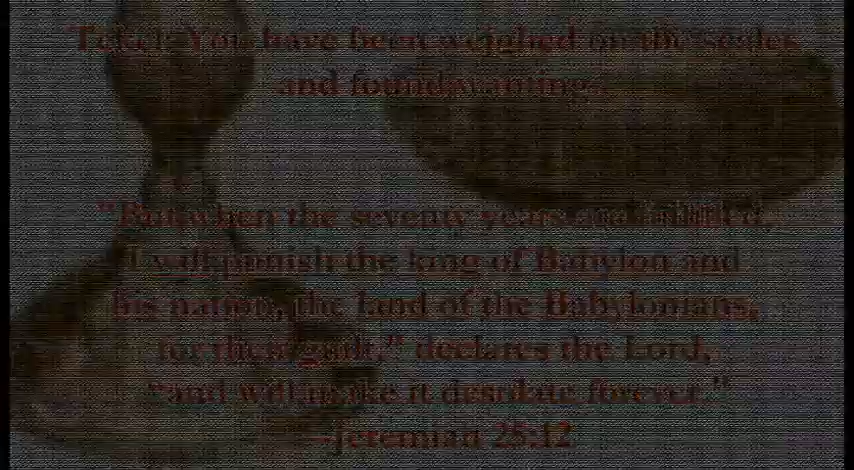 Tekel: You have been weighed on the scales
and found wanting.
"But when the seventy years are fulfilled,
I will punish the king of Babylon and
his nation, the land of the Babylonians,
for their guilt," declares the Lord,
"and will make it desolate forever."
-Jeremiah 25:12